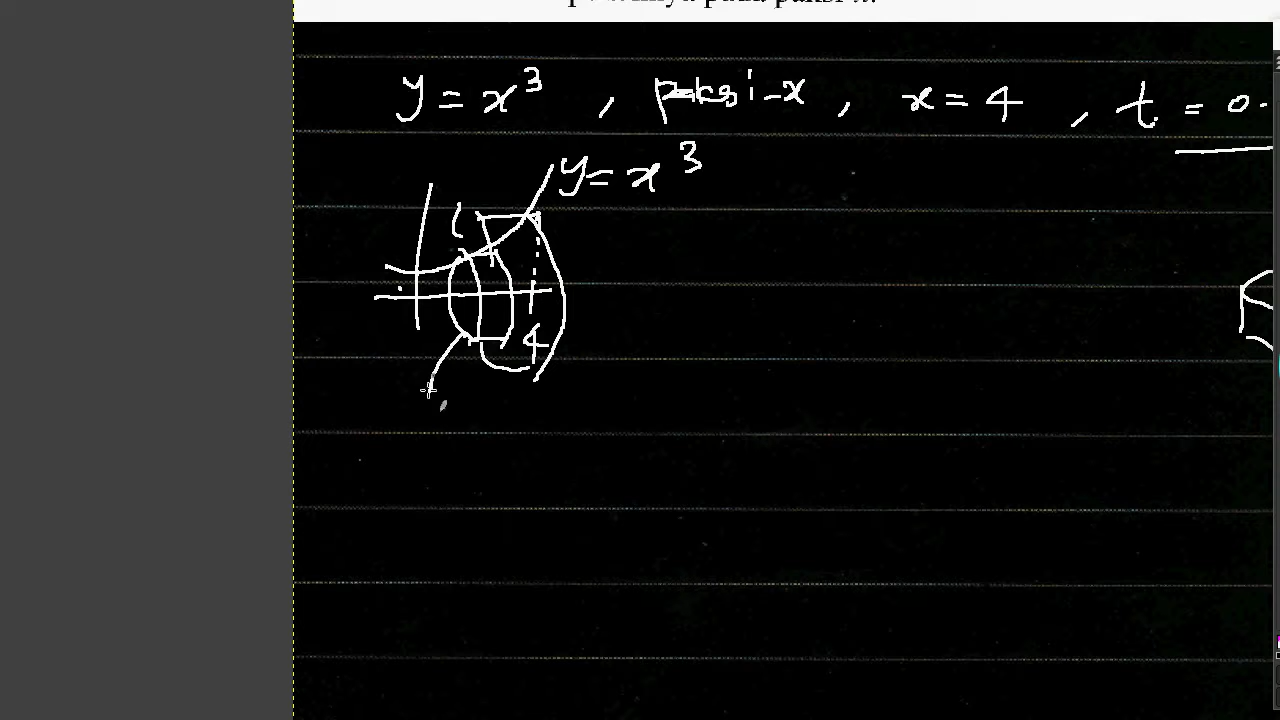 y = x³ , paksi-x , x = 4 , t = 0.
y = x³
4